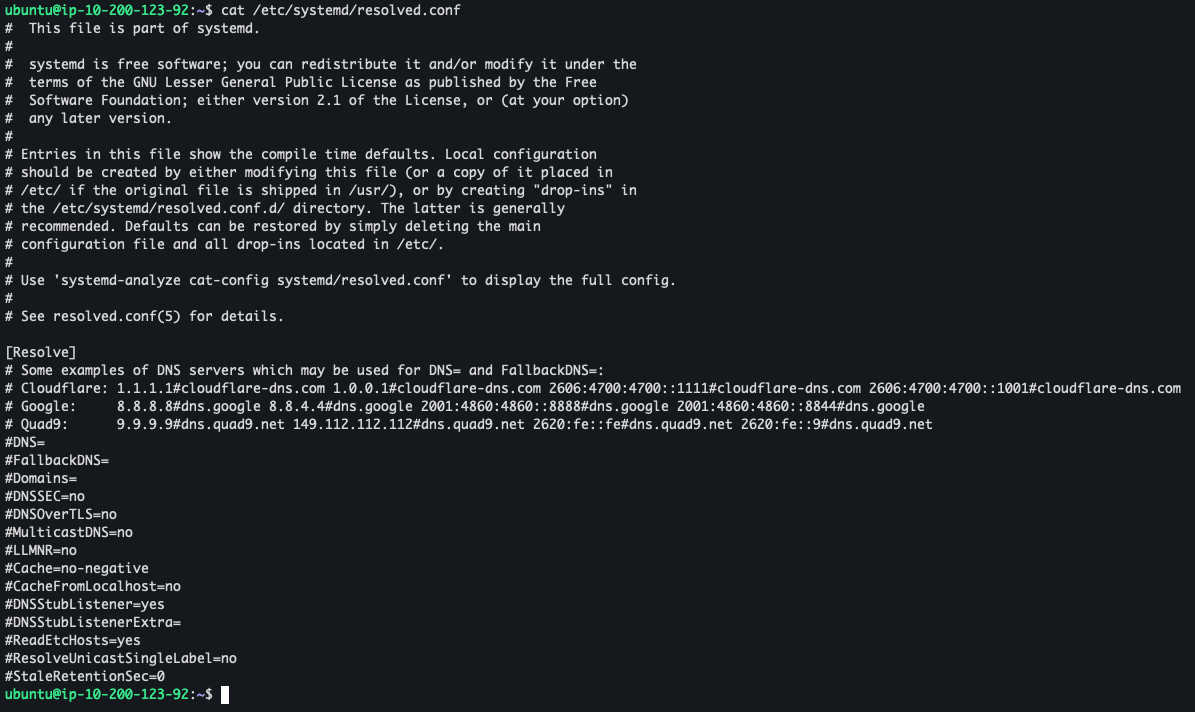 ubuntu@ip-10-200-123-92:~$ cat /etc/systemd/resolved.conf
#  This file is part of systemd.
#
#  systemd is free software; you can redistribute it and/or modify it under the
#  terms of the GNU Lesser General Public License as published by the Free
#  Software Foundation; either version 2.1 of the License, or (at your option)
#  any later version.
#
# Entries in this file show the compile time defaults. Local configuration
# should be created by either modifying this file (or a copy of it placed in
# /etc/ if the original file is shipped in /usr/), or by creating "drop-ins" in
# the /etc/systemd/resolved.conf.d/ directory. The latter is generally
# recommended. Defaults can be restored by simply deleting the main
# configuration file and all drop-ins located in /etc/.
#
# Use 'systemd-analyze cat-config systemd/resolved.conf' to display the full config.
#
# See resolved.conf(5) for details.

[Resolve]
# Some examples of DNS servers which may be used for DNS= and FallbackDNS=:
# Cloudflare: 1.1.1.1#cloudflare-dns.com 1.0.0.1#cloudflare-dns.com 2606:4700:4700::1111#cloudflare-dns.com 2606:4700:4700::1001#cloudflare-dns.com
# Google:     8.8.8.8#dns.google 8.8.4.4#dns.google 2001:4860:4860::8888#dns.google 2001:4860:4860::8844#dns.google
# Quad9:      9.9.9.9#dns.quad9.net 149.112.112.112#dns.quad9.net 2620:fe::fe#dns.quad9.net 2620:fe::9#dns.quad9.net
#DNS=
#FallbackDNS=
#Domains=
#DNSSEC=no
#DNSOverTLS=no
#MulticastDNS=no
#LLMNR=no
#Cache=no-negative
#CacheFromLocalhost=no
#DNSStubListener=yes
#DNSStubListenerExtra=
#ReadEtcHosts=yes
#ResolveUnicastSingleLabel=no
#StaleRetentionSec=0
ubuntu@ip-10-200-123-92:~$